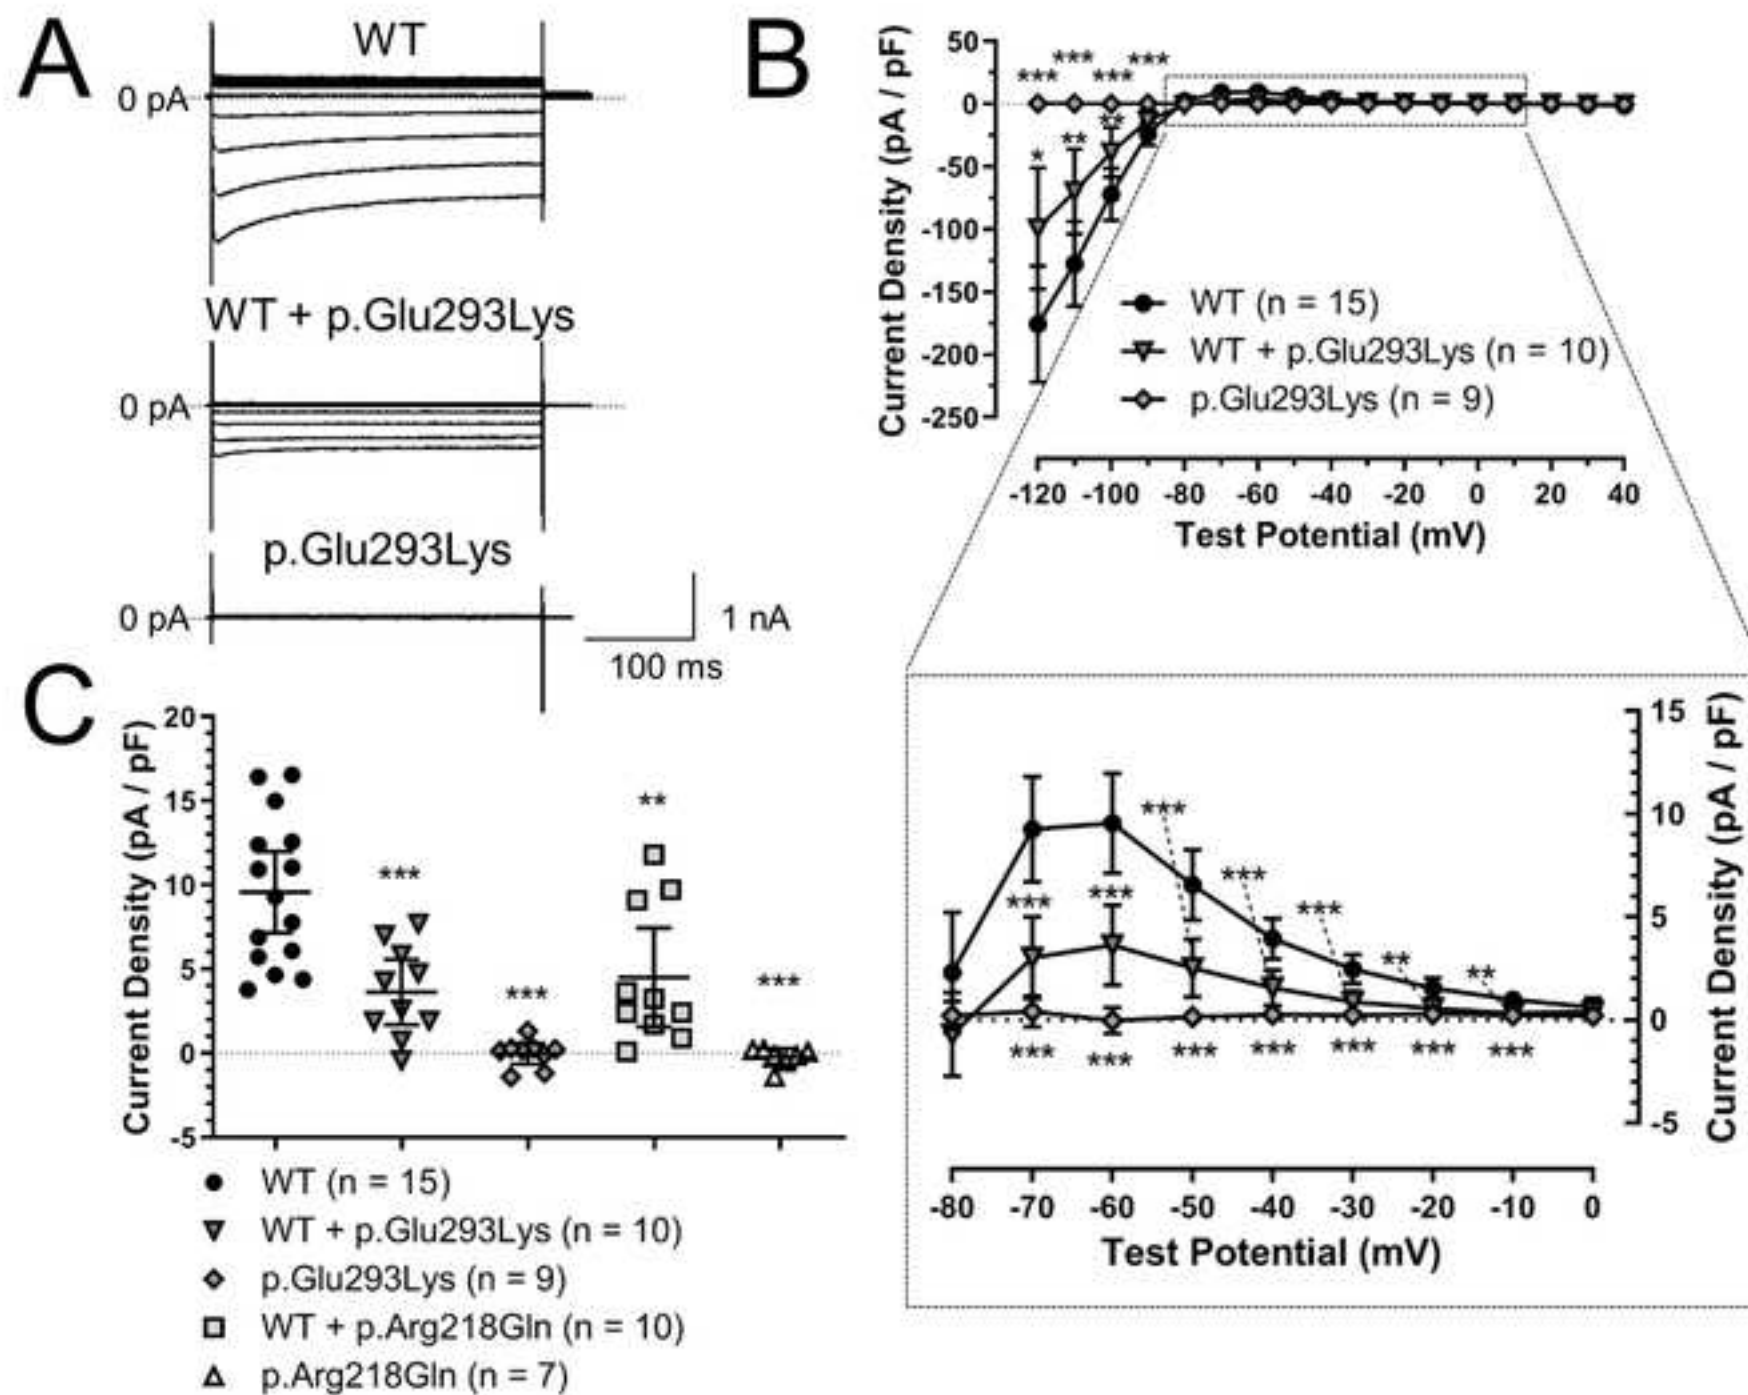 A
WT
0 pA
WT + p.Glu293Lys
0 pA
p.Glu293Lys
0 pA
1 nA
100 ms
B
Current Density (pA / pF)
50
0
-50
-100
-150
-200
-250
*** *** *** ***
* ** **
WT (n = 15)
WT + p.Glu293Lys (n = 10)
p.Glu293Lys (n = 9)
-120 -100 -80 -60 -40 -20 0 20 40
Test Potential (mV)
15
10
5
0
-5
Current Density (pA / pF)
*** *** *** *** *** ** **
*** *** *** *** *** *** ***
-80 -70 -60 -50 -40 -30 -20 -10 0
Test Potential (mV)
C
Current Density (pA / pF)
20
15
10
5
0
-5
*** *** ** ***
WT (n = 15)
WT + p.Glu293Lys (n = 10)
p.Glu293Lys (n = 9)
WT + p.Arg218Gln (n = 10)
p.Arg218Gln (n = 7)